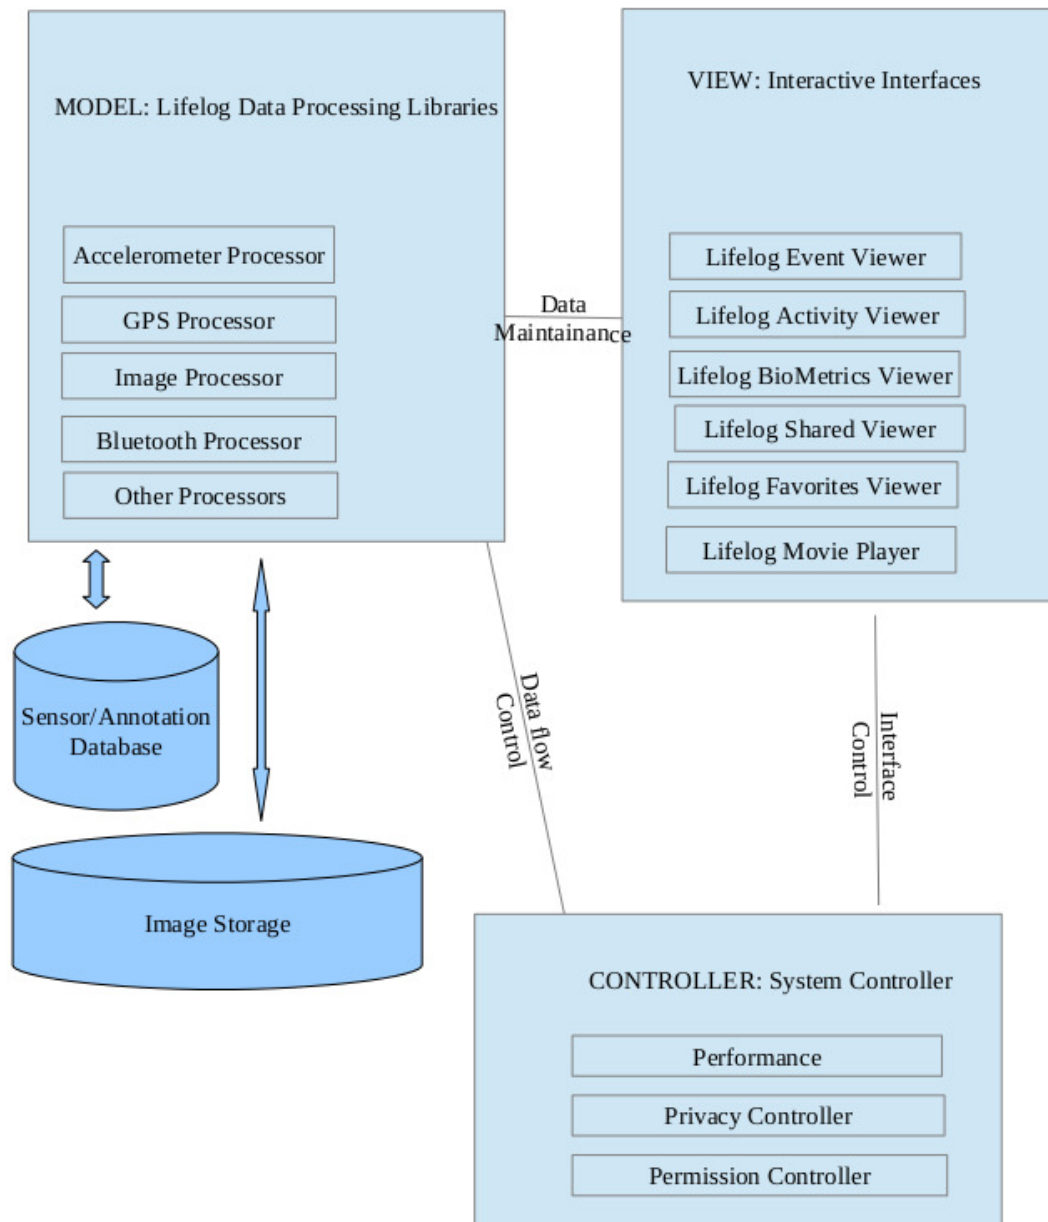 MODEL: Lifelog Data Processing Libraries
Accelerometer Processor
GPS Processor
Image Processor
Bluetooth Processor
Other Processors
Data
Maintainance
VIEW: Interactive Interfaces
Lifelog Event Viewer
Lifelog Activity Viewer
Lifelog BioMetrics Viewer
Lifelog Shared Viewer
Lifelog Favorites Viewer
Lifelog Movie Player
Sensor/Annotation
Database
Image Storage
Data flow
Control
Interface
Control
CONTROLLER: System Controller
Performance
Privacy Controller
Permission Controller